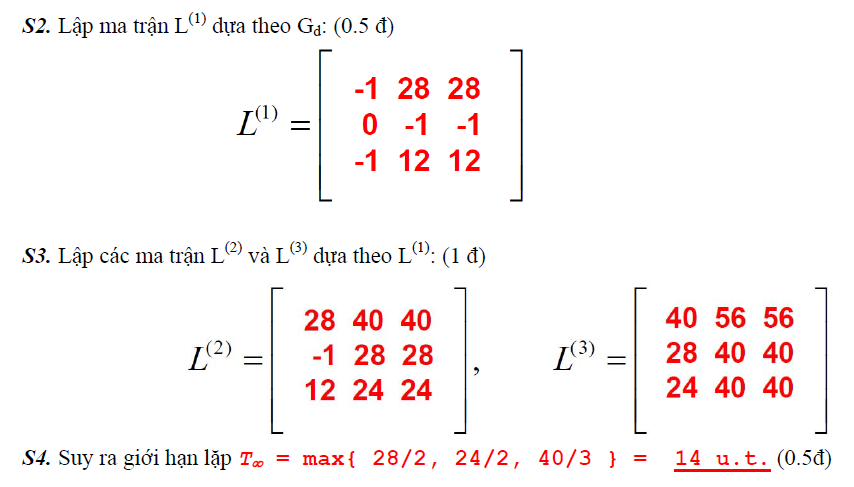 S2. Lập ma trận L⁽¹⁾ dựa theo G_d: (0.5 đ)
L⁽¹⁾ =
-1 28 28
0 -1 -1
-1 12 12
S3. Lập các ma trận L⁽²⁾ và L⁽³⁾ dựa theo L⁽¹⁾: (1 đ)
L⁽²⁾ =
28 40 40
-1 28 28
12 24 24
,
L⁽³⁾ =
40 56 56
28 40 40
24 40 40
S4. Suy ra giới hạn lặp T∞ = max{ 28/2, 24/2, 40/3 } = 14 u.t. (0.5đ)